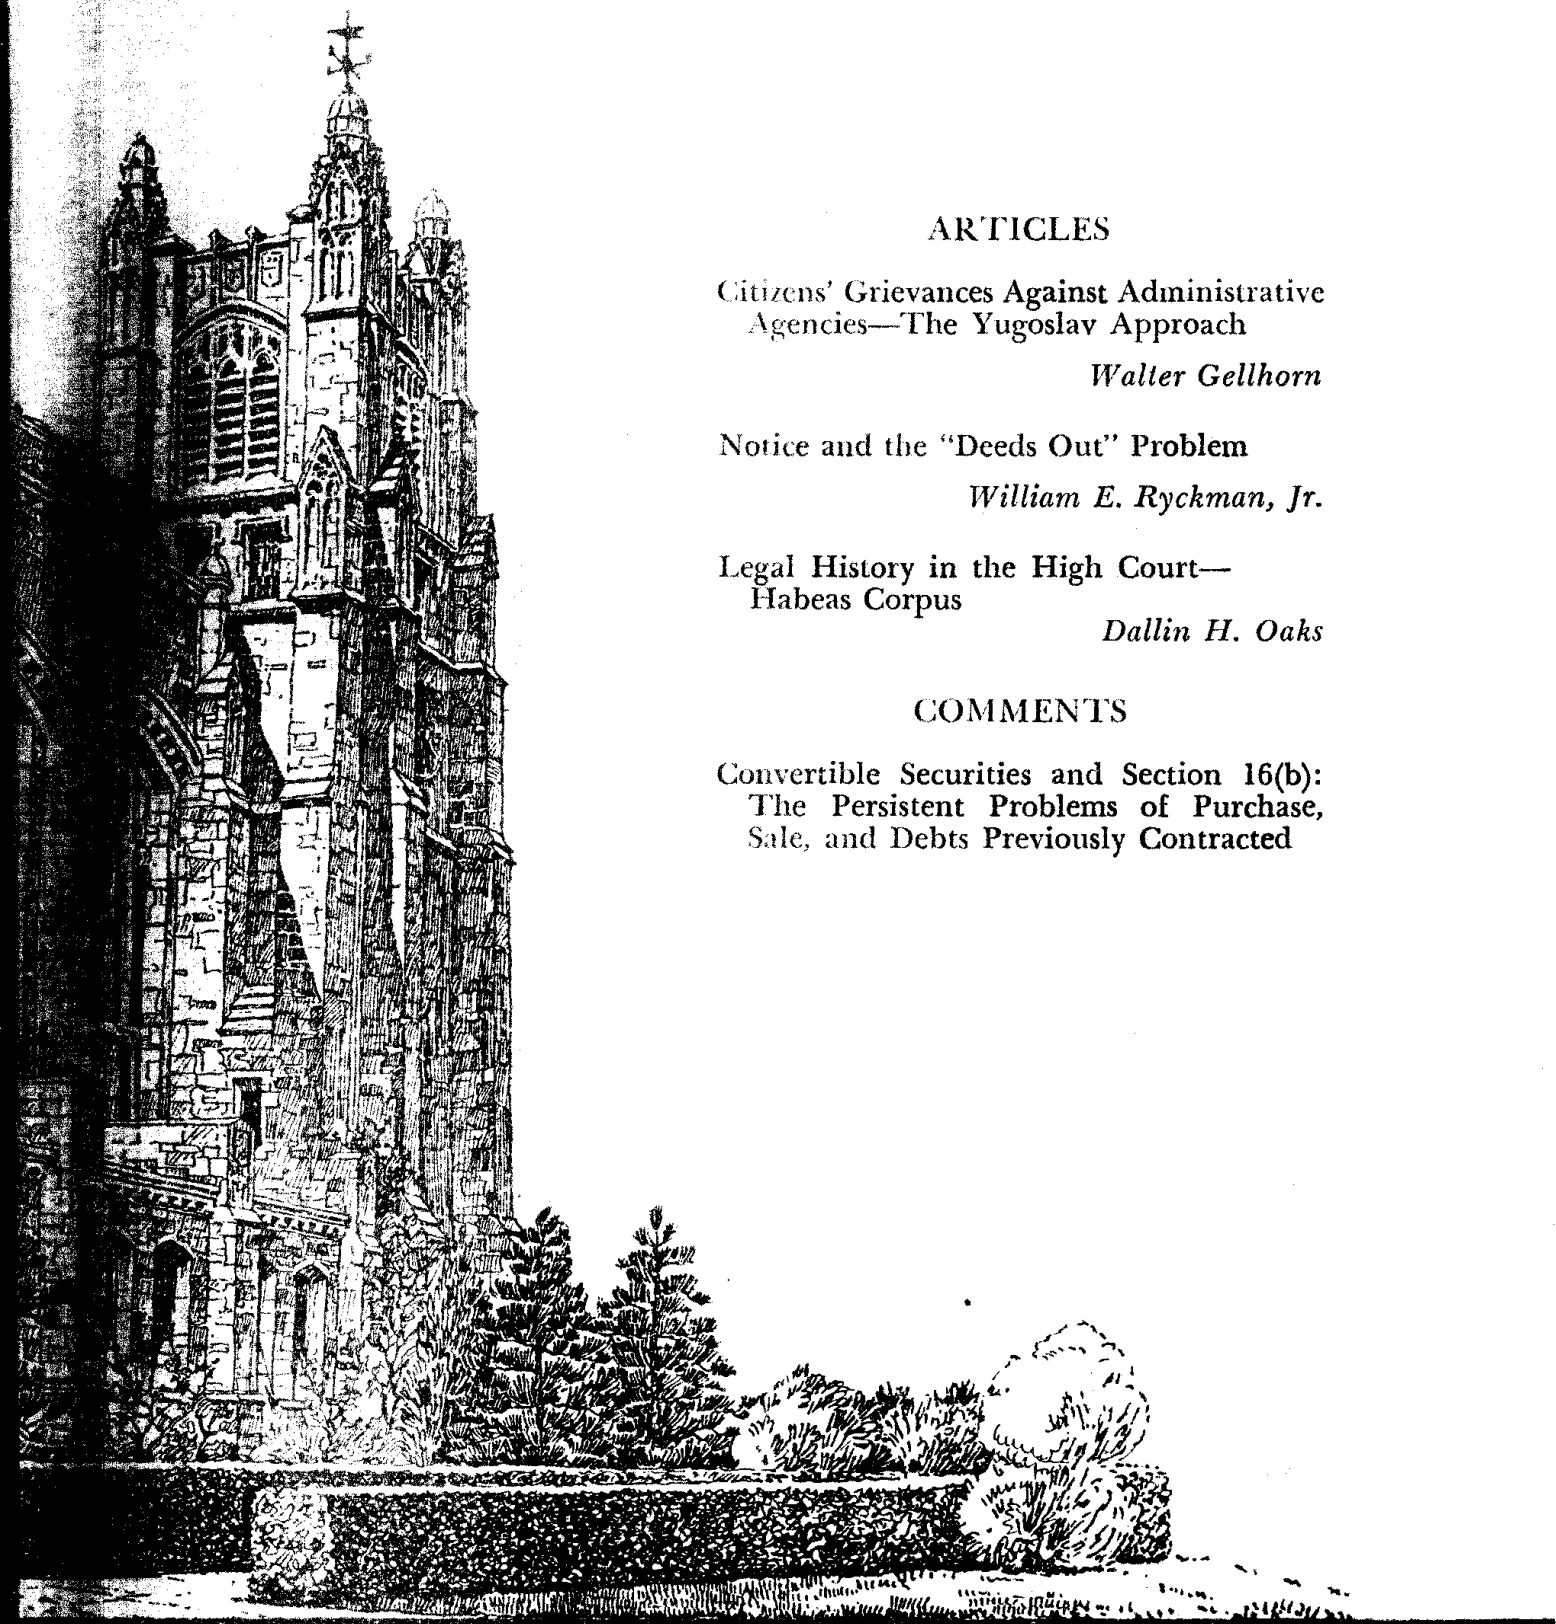 ARTICLES
Citizens' Grievances Against Administrative
Agencies—The Yugoslav Approach
Walter Gellhorn
Notice and the "Deeds Out" Problem
William E. Ryckman, Jr.
Legal History in the High Court—
Habeas Corpus
Dallin H. Oaks
COMMENTS
Convertible Securities and Section 16(b):
The Persistent Problems of Purchase,
Sale, and Debts Previously Contracted